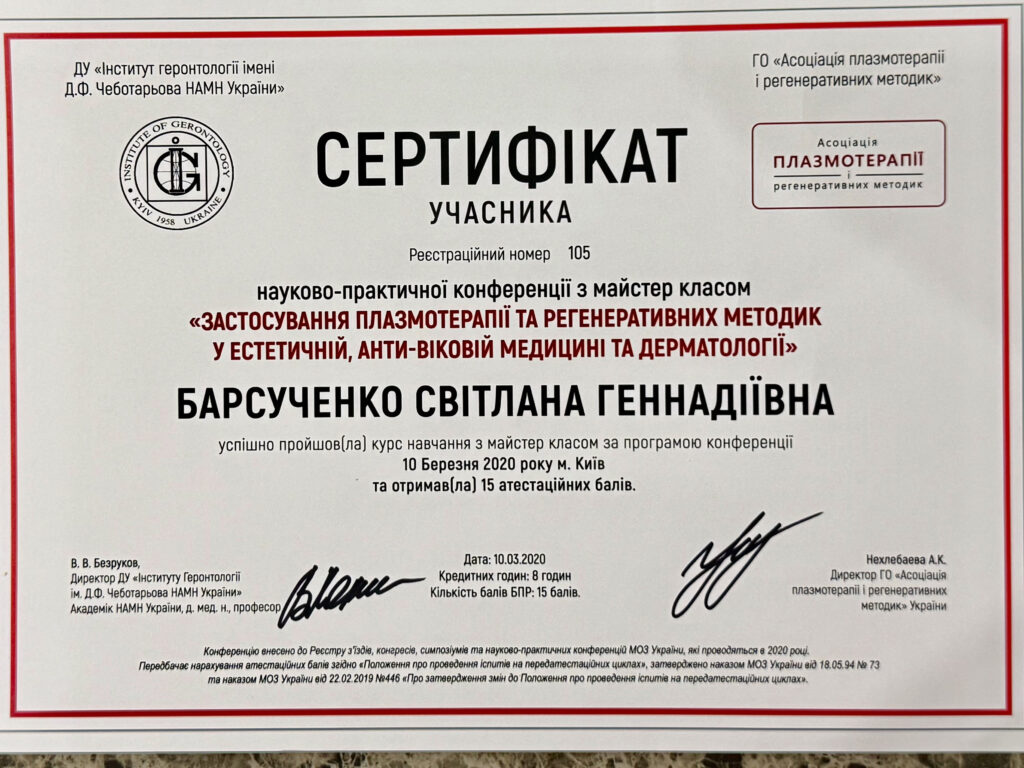 ДУ «Інститут геронтології імені
Д.Ф. Чеботарьова НАМН України»
ГО «Асоціація плазмотерапії
і регенеративних методик»
INSTITUTE OF GERONTOLOGY
KYIV 1958 UKRAINE
IG
Асоціація
ПЛАЗМОТЕРАПІЇ
і
регенеративних методик
СЕРТИФІКАТ
УЧАСНИКА
Реєстраційний номер 105
науково-практичної конференції з майстер класом
«ЗАСТОСУВАННЯ ПЛАЗМОТЕРАПІЇ ТА РЕГЕНЕРАТИВНИХ МЕТОДИК
У ЕСТЕТИЧНІЙ, АНТИ-ВІКОВІЙ МЕДИЦИНІ ТА ДЕРМАТОЛОГІЇ»
БАРСУЧЕНКО СВІТЛАНА ГЕННАДІЇВНА
успішно пройшов(ла) курс навчання з майстер класом за програмою конференції
10 Березня 2020 року м. Київ
та отримав(ла) 15 атестаційних балів.
В. В. Безруков,
Директор ДУ «Інституту Геронтології
ім. Д.Ф. Чеботарьова НАМН України»
Академік НАМН України, д. мед. н., професор
Дата: 10.03.2020
Кредитних годин: 8 годин
Кількість балів БПР: 15 балів.
Нехлебаева А.К.
Директор ГО «Асоціація
плазмотерапії і регенеративних
методик» України
Конференцію внесено до Реєстру з'їздів, конгресів, симпозіумів та науково-практичних конференцій МОЗ України, які проводяться в 2020 році.
Передбачає нарахування атестаційних балів згідно «Положення про проведення іспитів на передатестаційних циклах», затверджено наказом МОЗ України від 18.05.94 № 73
та наказом МОЗ України від 22.02.2019 №446 «Про затвердження змін до Положення про проведення іспитів на передатестаційних циклах».